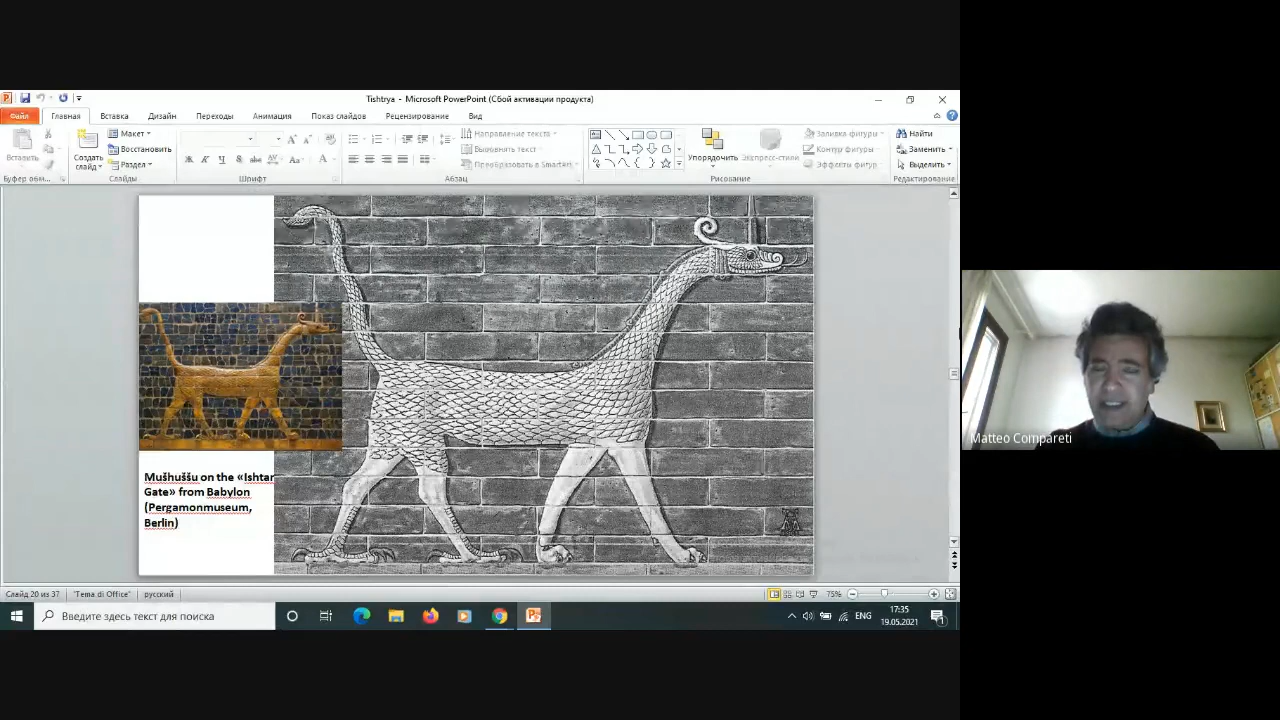 Tishtrya - Microsoft PowerPoint (Сбой активации продукта)
Файл Главная Вставка Дизайн Переходы Анимация Показ слайдов Рецензирование Вид
Вставить
Создать слайд
Макет
Восстановить
Раздел
Направление текста
Выровнять текст
Преобразовать в SmartArt
Упорядочить
Экспресс-стили
Заливка фигуры
Контур фигуры
Эффекты фигур
Найти
Заменить
Выделить
Буфер обм... Слайды Шрифт Абзац Рисование Редактирование
Mušhuššu on the «Ishtar
Gate» from Babylon
(Pergamonmuseum,
Berlin)
Matteo Compareti
Слайд 20 из 37 "Tema di Office" русский 75%
Введите здесь текст для поиска
ENG
17:35
19.05.2021